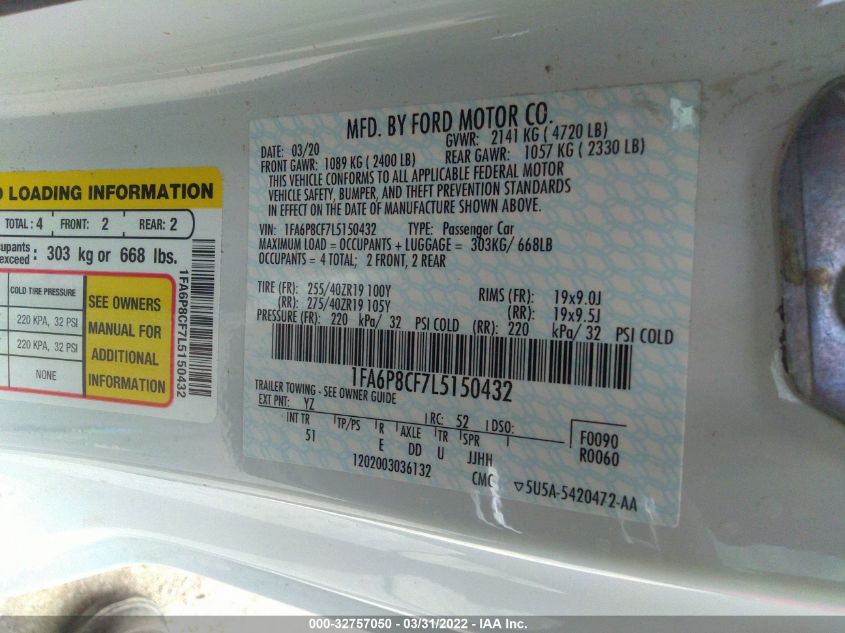 MFD. BY FORD MOTOR CO.
DATE: 03/20 GVWR: 2141 KG ( 4720 LB)
FRONT GAWR: 1089 KG ( 2400 LB) REAR GAWR: 1057 KG ( 2330 LB)
THIS VEHICLE CONFORMS TO ALL APPLICABLE FEDERAL MOTOR
VEHICLE SAFETY, BUMPER, AND THEFT PREVENTION STANDARDS
IN EFFECT ON THE DATE OF MANUFACTURE SHOWN ABOVE.
VIN: 1FA6P8CF7L5150432 TYPE: Passenger Car
MAXIMUM LOAD = OCCUPANTS + LUGGAGE = 303KG/ 668LB
OCCUPANTS = 4 TOTAL; 2 FRONT, 2 REAR
TIRE (FR): 255/40ZR19 100Y RIMS (FR): 19x9.0J
(RR): 275/40ZR19 105Y (RR): 19x9.5J
PRESSURE (FR): 220 kPa/ 32 PSI COLD (RR): 220 kPa/ 32 PSI COLD
1FA6P8CF7L5150432
TRAILER TOWING - SEE OWNER GUIDE
EXT PNT: YZ RC: 52 DSO:
INT TR TP/PS R AXLE TR SPR F0090
51 E DD U JJHH R0060
1202003036132 CMC ▽5U5A-5420472-AA
LOADING INFORMATION
TOTAL: 4 FRONT: 2 REAR: 2
303 kg or 668 lbs.
exceed:
COLD TIRE PRESSURE
220 KPA, 32 PSI
220 KPA, 32 PSI
NONE
SEE OWNERS
MANUAL FOR
ADDITIONAL
INFORMATION
1FA6P8CF7L5150432
000-32757050 - 03/31/2022 - IAA Inc.